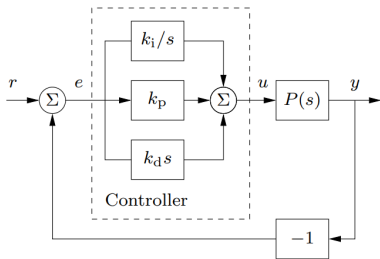 k_i/s
r
Σ
e
k_p
Σ
u
P(s)
y
k_d s
Controller
−1